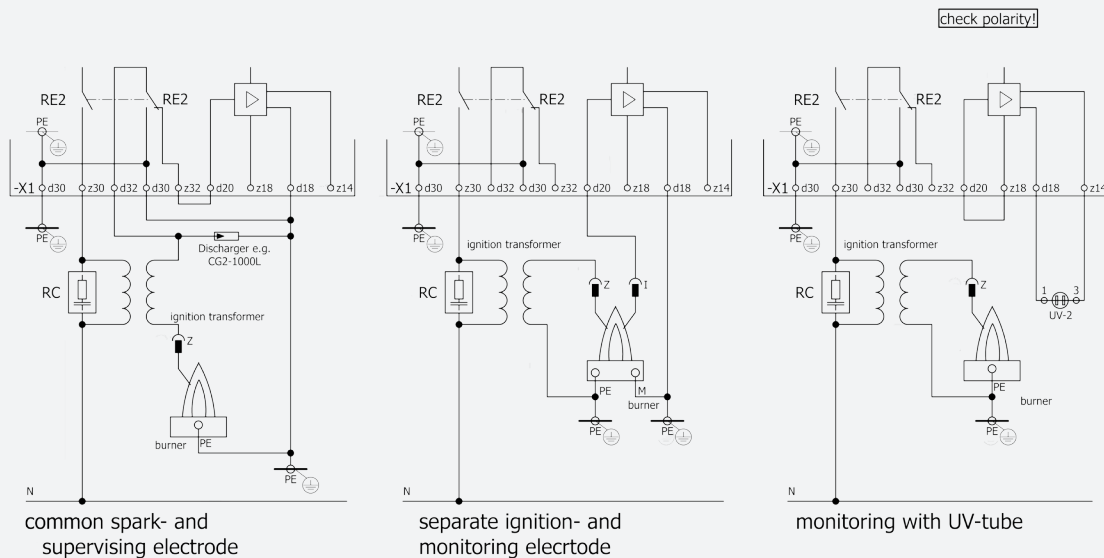 check polarity!
RE2
RE2
PE
-X1
d30
z30
d32
d30
z32
d20
z18
d18
z14
PE
Discharger e.g.
CG2-1000L
RC
ignition transformer
Z
burner
PE
PE
N
common spark- and
supervising electrode
RE2
RE2
PE
-X1
d30
z30
d32
d30
z32
d20
z18
d18
z14
PE
ignition transformer
RC
Z
I
PE
M
burner
PE
PE
N
separate ignition- and
monitoring elecrtode
RE2
RE2
PE
-X1
d30
z30
d32
d30
z32
d20
z18
d18
z14
PE
ignition transformer
RC
Z
1
3
UV-2
PE
burner
PE
N
monitoring with UV-tube